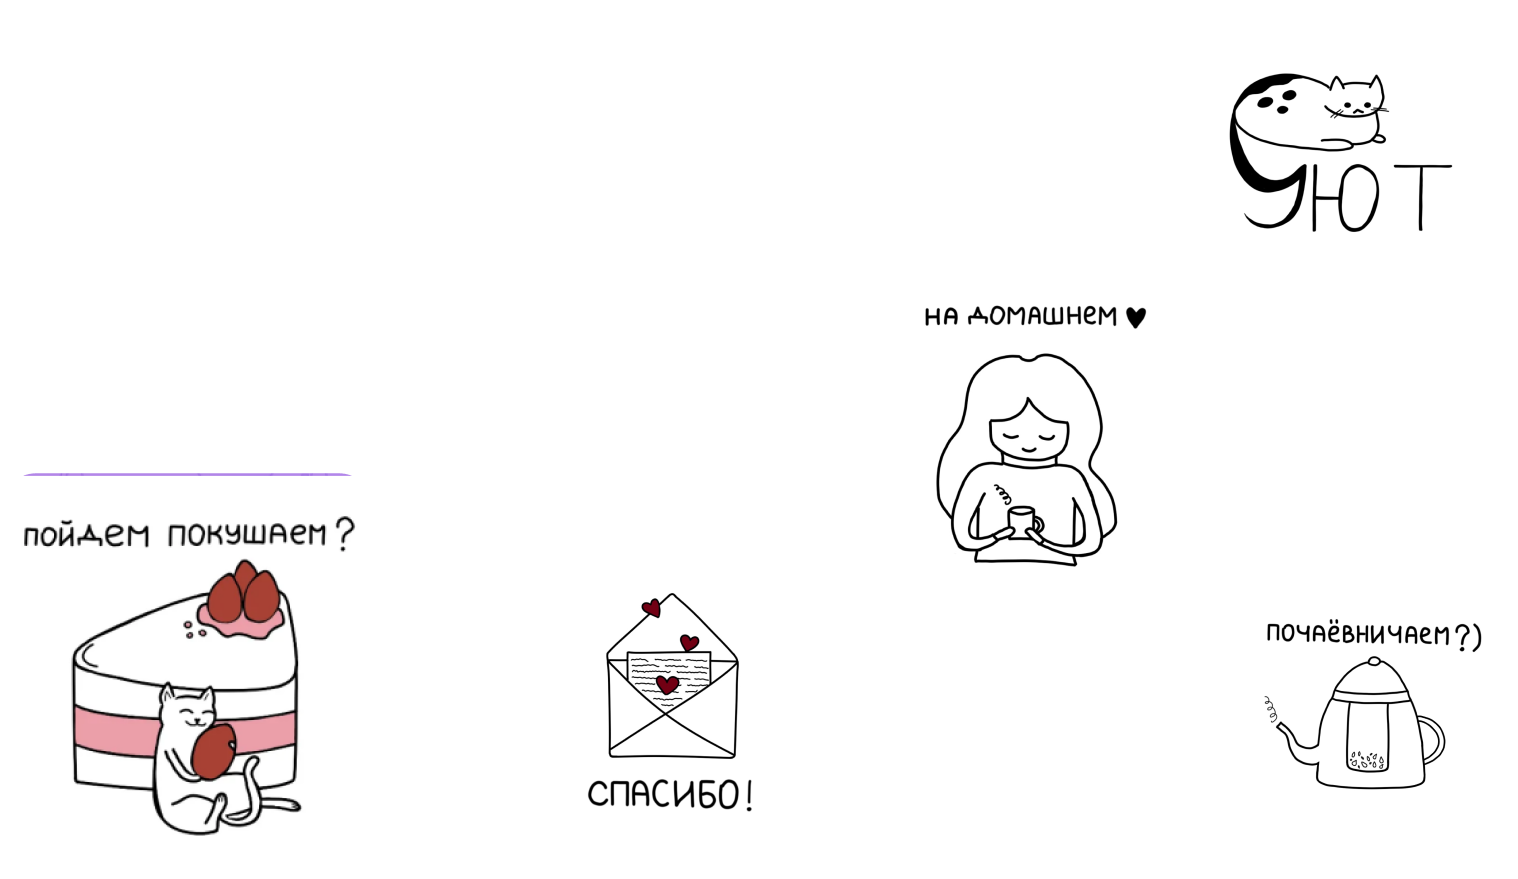 уют
на домашнем
пойдем покушаем?
почаёвничаем?)
спасибо!